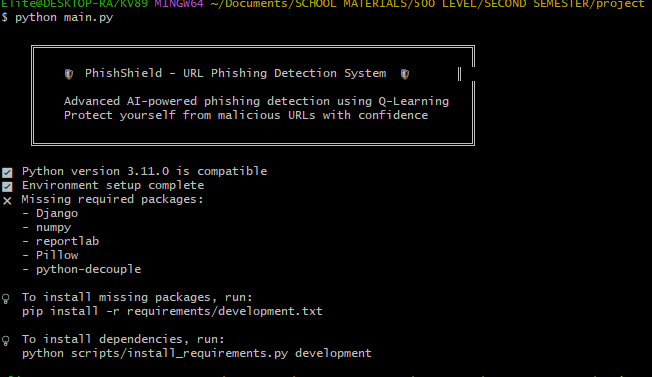 Elite@DESKTOP-RA7KV89 MINGW64 ~/Documents/SCHOOL MATERIALS/500 LEVEL/SECOND SEMESTER/project
$ python main.py
PhishShield - URL Phishing Detection System
Advanced AI-powered phishing detection using Q-Learning
Protect yourself from malicious URLs with confidence
Python version 3.11.0 is compatible
Environment setup complete
Missing required packages:
- Django
- numpy
- reportlab
- Pillow
- python-decouple
To install missing packages, run:
pip install -r requirements/development.txt
To install dependencies, run:
python scripts/install_requirements.py development